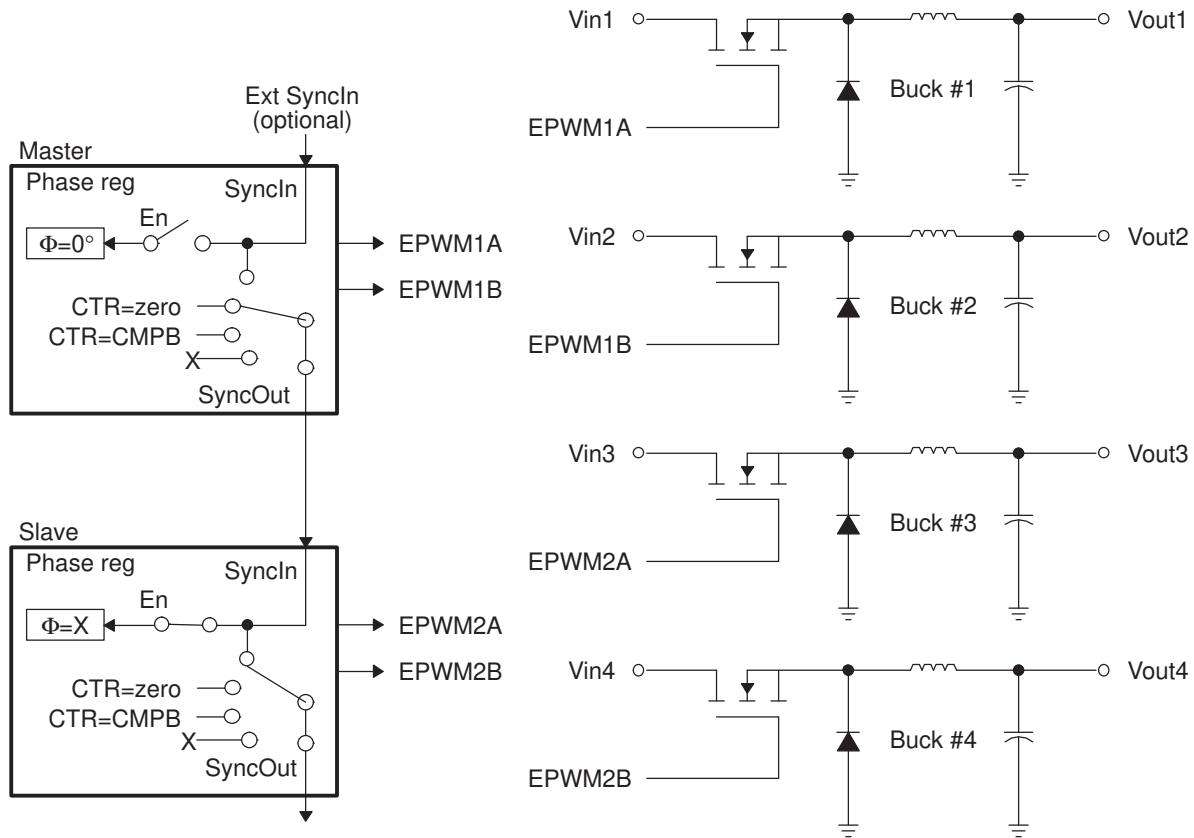 Ext SyncIn
(optional)
Master
Phase reg
SyncIn
En
Φ=0°
EPWM1A
EPWM1B
CTR=zero
CTR=CMPB
X
SyncOut
Slave
Phase reg
SyncIn
En
Φ=X
EPWM2A
EPWM2B
CTR=zero
CTR=CMPB
X
SyncOut
Vin1
Vout1
Buck #1
EPWM1A
Vin2
Vout2
Buck #2
EPWM1B
Vin3
Vout3
Buck #3
EPWM2A
Vin4
Vout4
Buck #4
EPWM2B